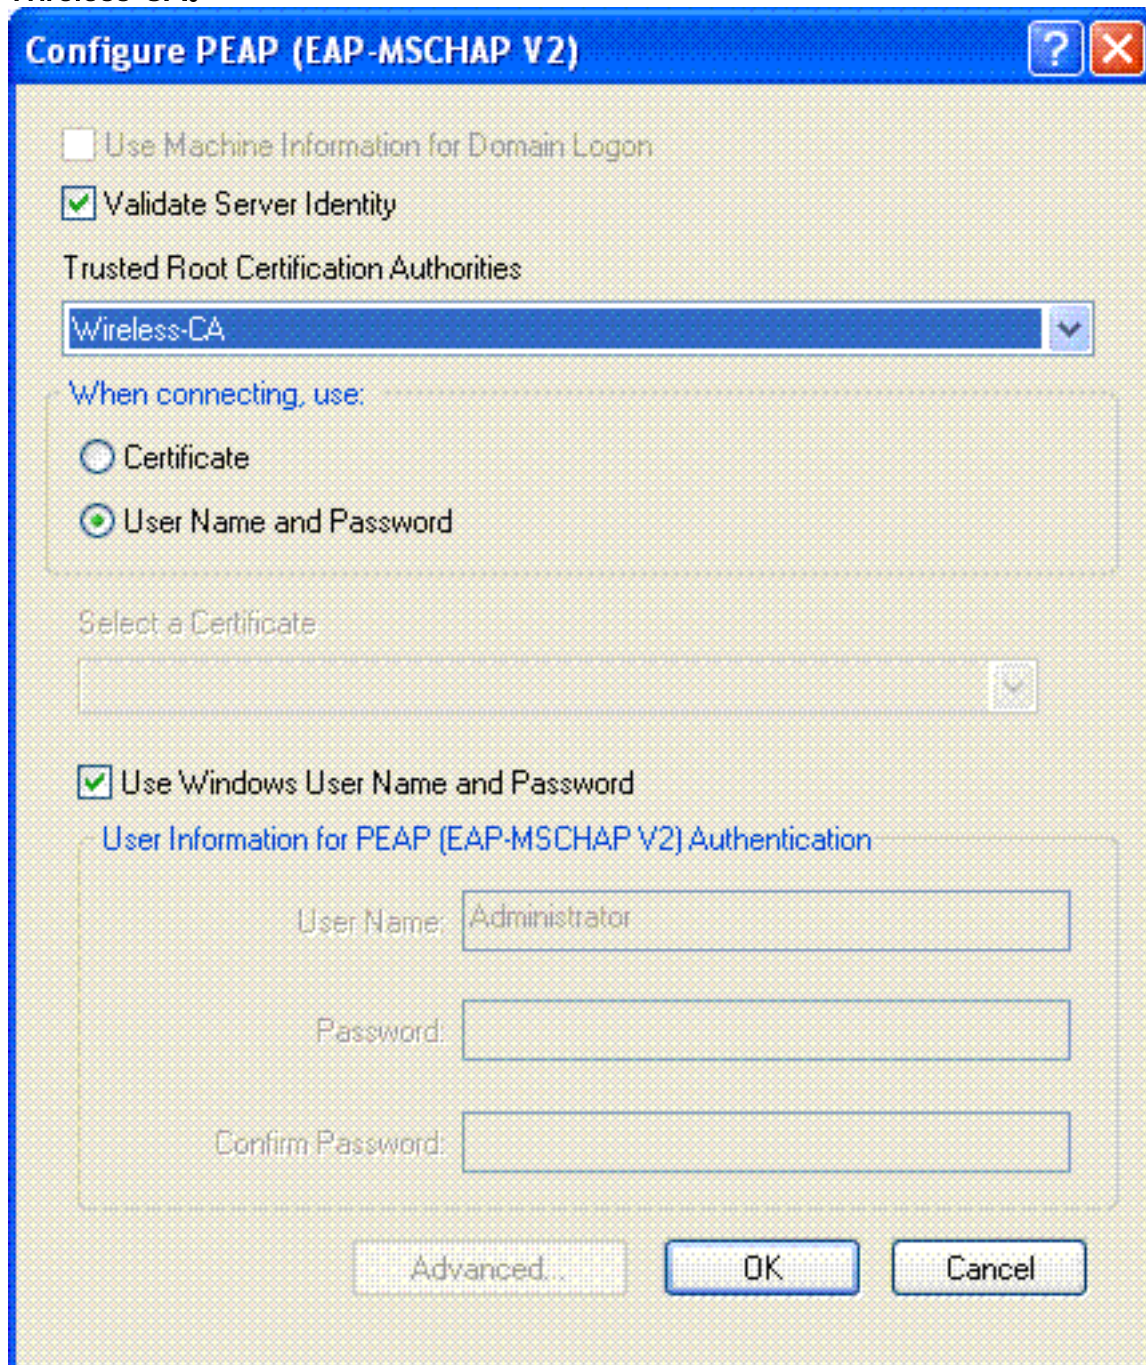 Configure PEAP (EAP-MSCHAP V2)
Use Machine Information for Domain Logon
Validate Server Identity
Trusted Root Certification Authorities
Wireless-CA
When connecting, use:
Certificate
User Name and Password
Select a Certificate
Use Windows User Name and Password
User Information for PEAP (EAP-MSCHAP V2) Authentication
User Name: Administrator
Password:
Confirm Password:
Advanced... OK Cancel